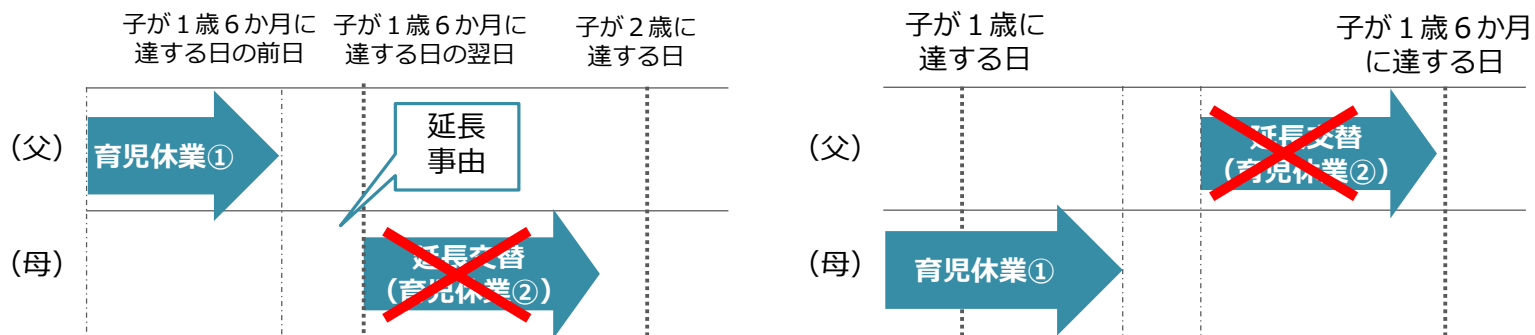 子が１歳６か月に
達する日の前日
子が１歳６か月に
達する日の翌日
子が２歳に
達する日
（父）
育児休業①
延長
事由
（母）
延長交替
（育児休業②）
子が１歳に
達する日
子が１歳６か月
に達する日
（父）
延長交替
（育児休業②）
（母）
育児休業①